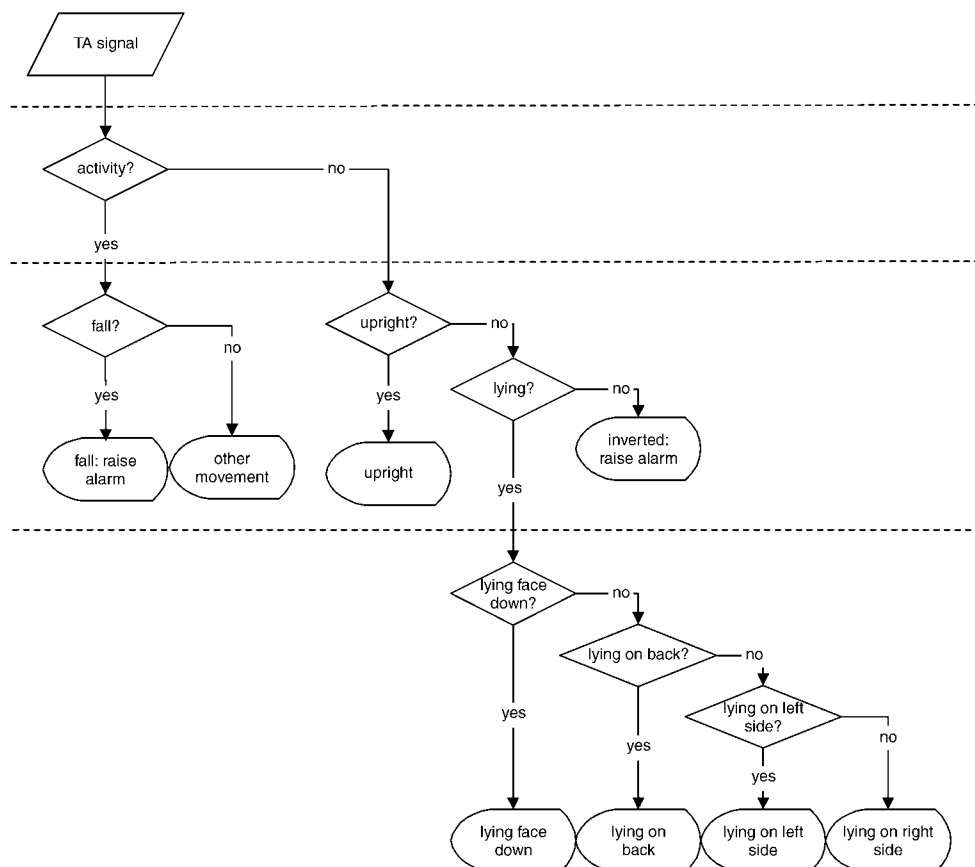 TA signal
activity?
no
yes
fall?
upright?
no
no
lying?
yes
yes
no
fall: raise
alarm
other
movement
upright
inverted:
raise alarm
yes
lying face
down?
no
lying on back?
no
yes
lying on left
side?
no
yes
yes
lying face
down
lying on
back
lying on left
side
lying on right
side